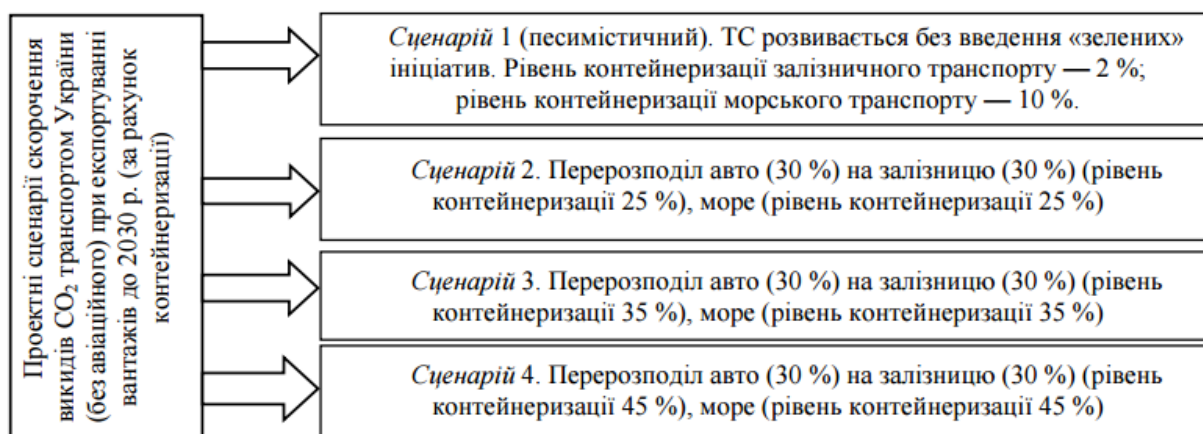 Проектні сценарії скорочення
викидів CO₂ транспортом України
(без авіаційного) при експортуванні
вантажів до 2030 р. (за рахунок
контейнеризації)
Сценарій 1 (песимістичний). ТС розвивається без введення «зелених»
ініціатив. Рівень контейнеризації залізничного транспорту — 2 %;
рівень контейнеризації морського транспорту — 10 %.
Сценарій 2. Перерозподіл авто (30 %) на залізницю (30 %) (рівень
контейнеризації 25 %), море (рівень контейнеризації 25 %)
Сценарій 3. Перерозподіл авто (30 %) на залізницю (30 %) (рівень
контейнеризації 35 %), море (рівень контейнеризації 35 %)
Сценарій 4. Перерозподіл авто (30 %) на залізницю (30 %) (рівень
контейнеризації 45 %), море (рівень контейнеризації 45 %)